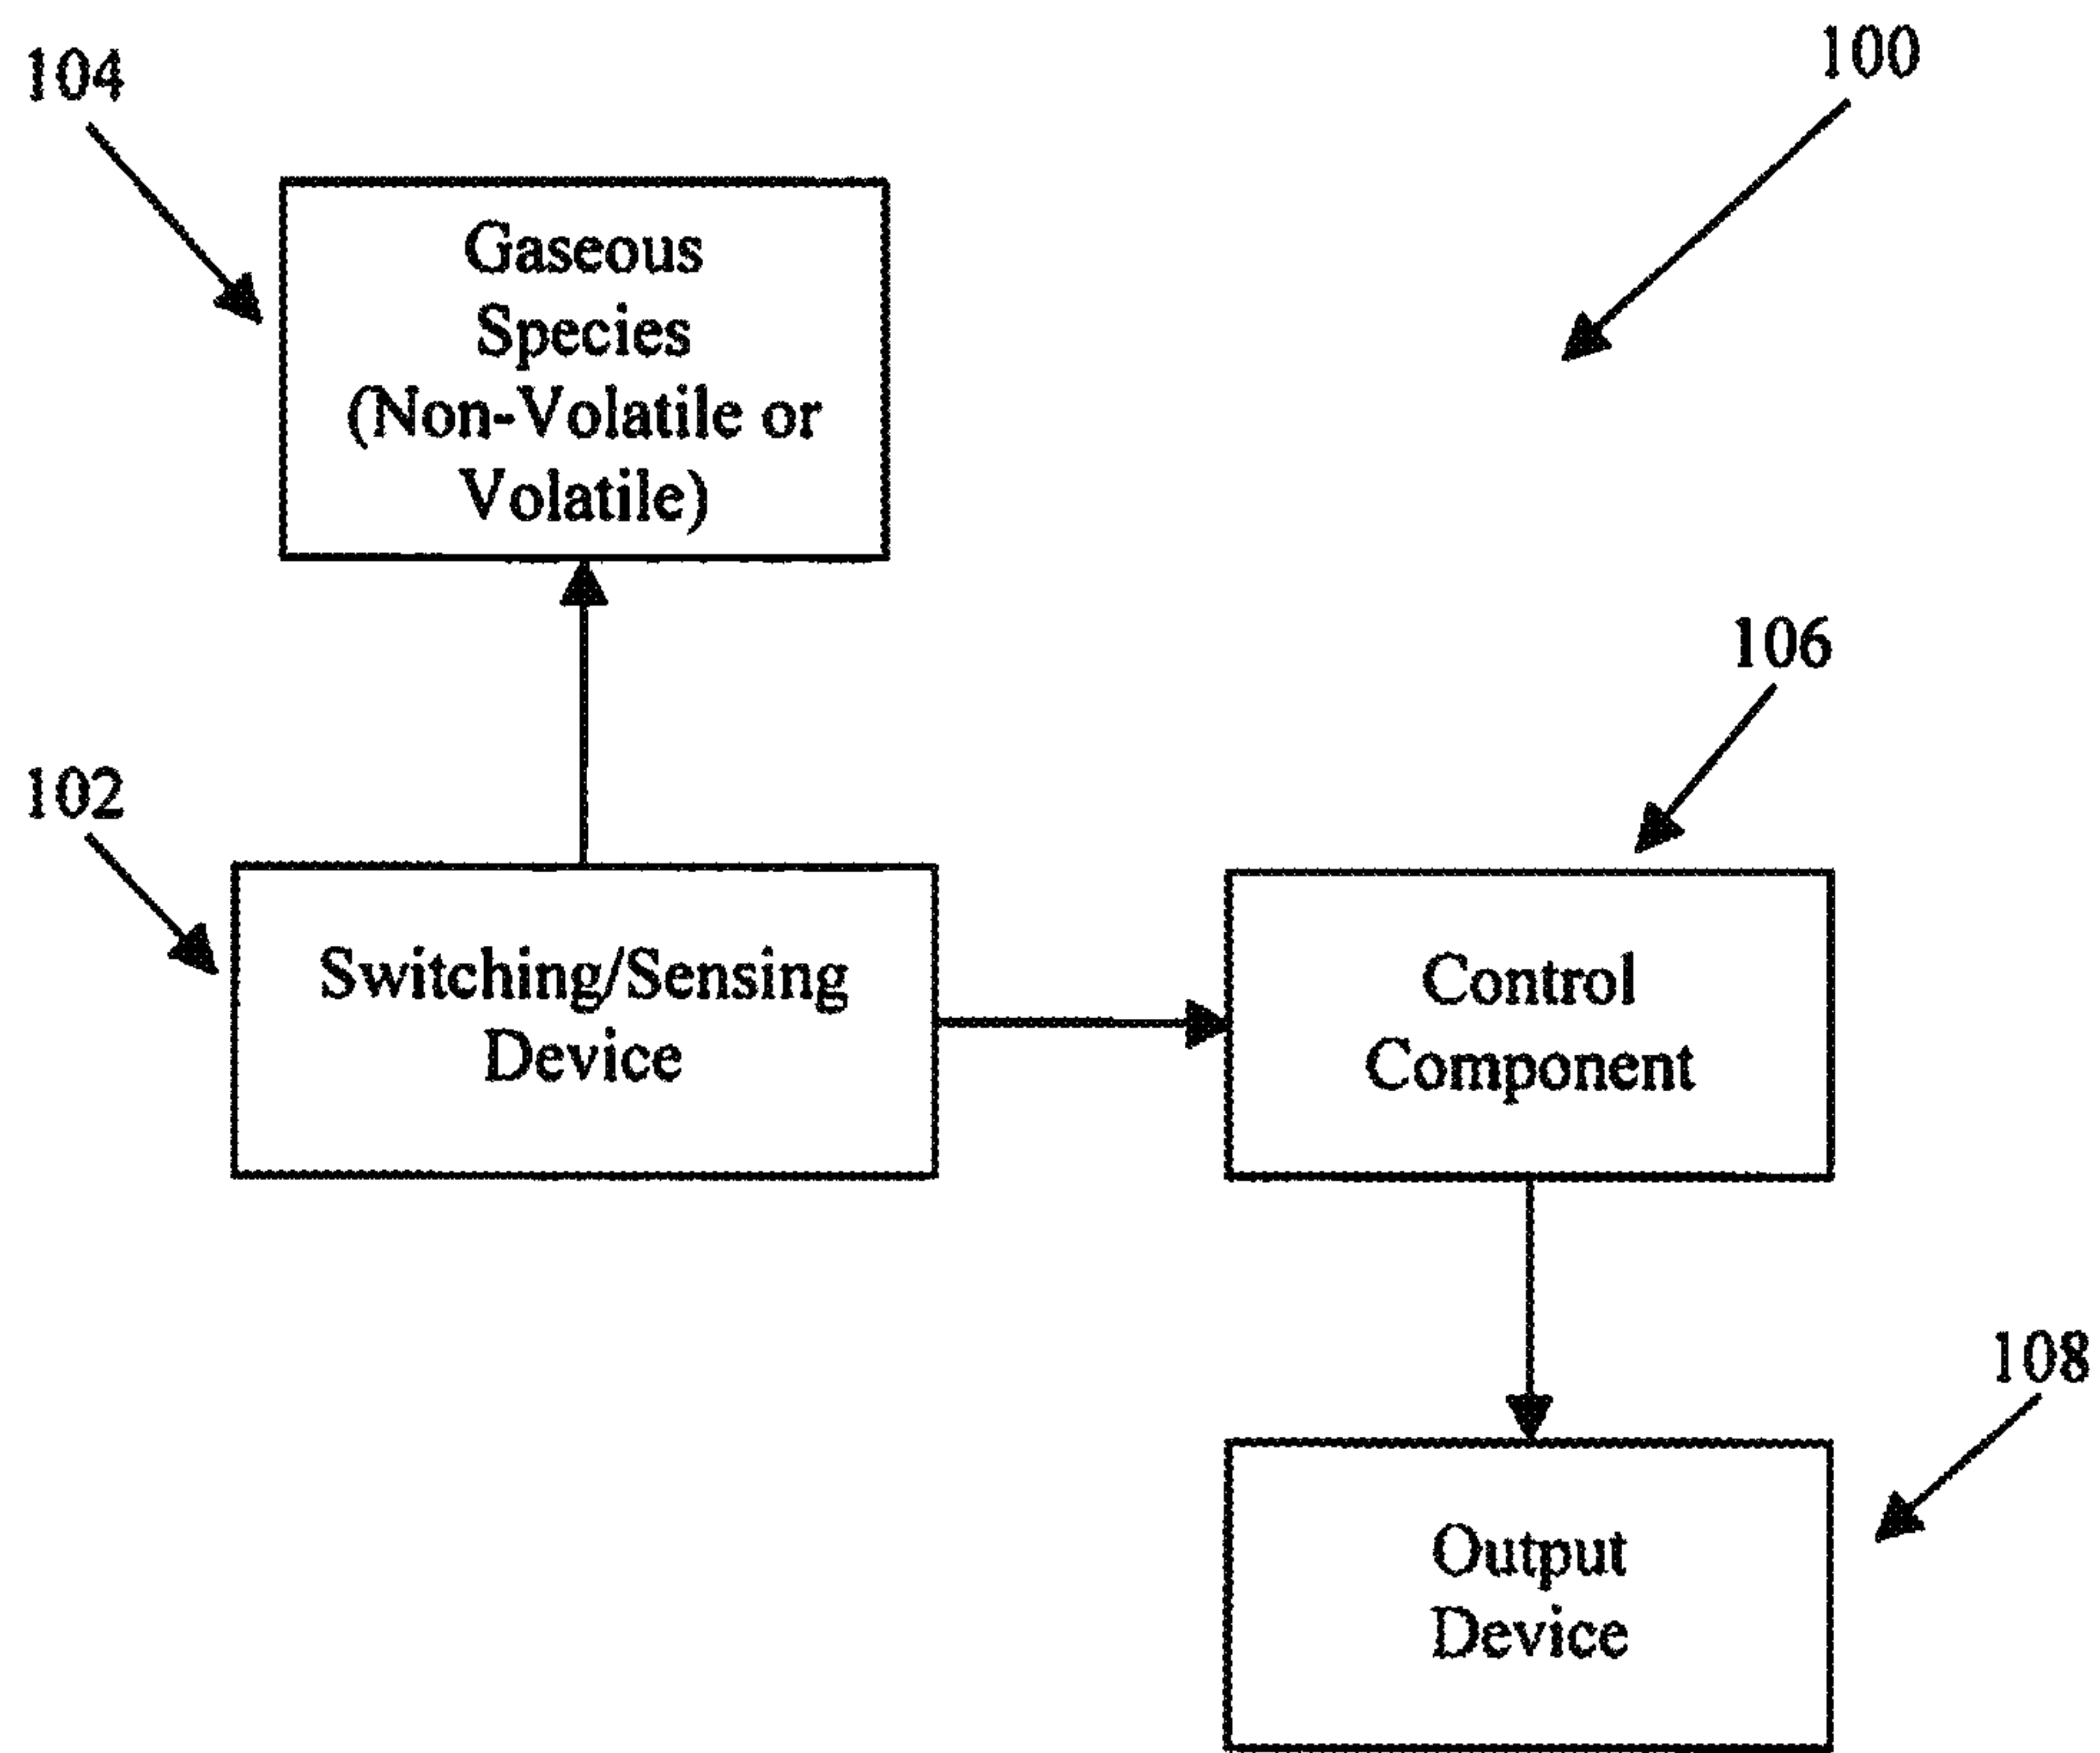 100
104
Gaseous
Species
(Non-Volatile or
Volatile)
106
102
Switching/Sensing
Device
Control
Component
108
Output
Device